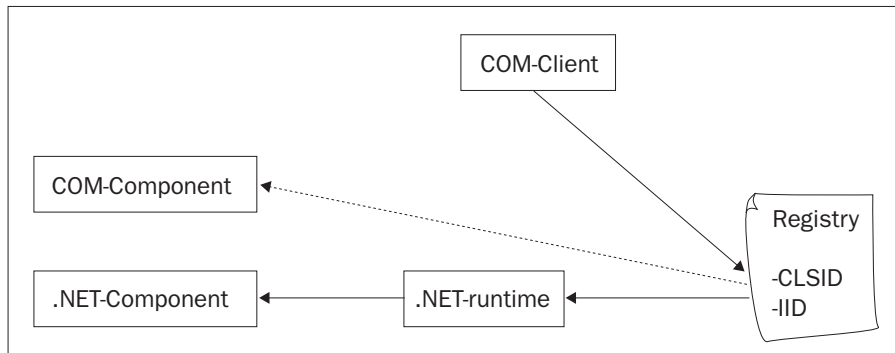 COM-Client
COM-Component
Registry
-CLSID
-IID
.NET-Component
.NET-runtime